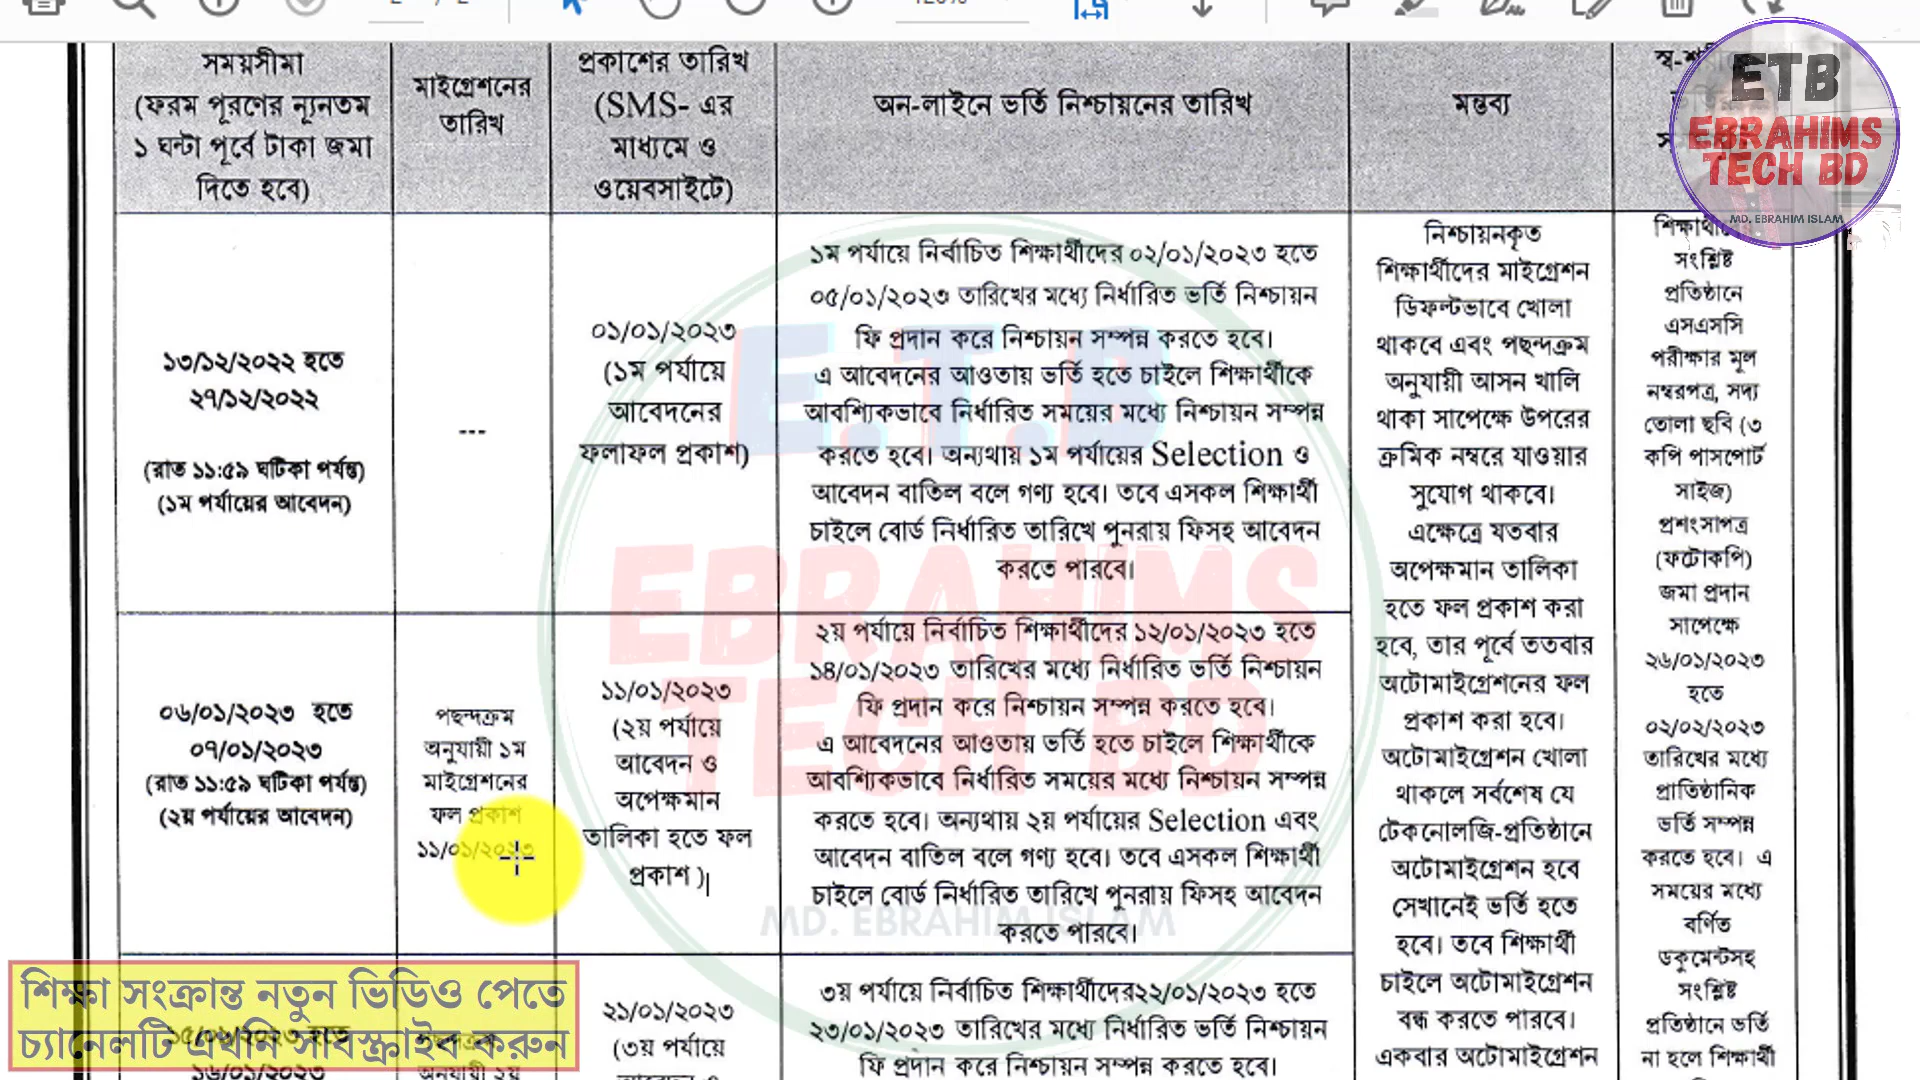 সময়সীমা
(ফরম পূরণের ন্যূনতম
১ ঘন্টা পূর্বে টাকা জমা
দিতে হবে)
মাইগ্রেশনের
তারিখ
প্রকাশের তারিখ
(SMS- এর
মাধ্যমে ও
ওয়েবসাইটে)
অন-লাইনে ভর্তি নিশ্চায়নের তারিখ
মন্তব্য
ETB
EBRAHIMS
TECH BD
MD. EBRAHIM ISLAM
১৩/১২/২০২২ হতে
২৭/১২/২০২২
(রাত ১১:৫৯ ঘটিকা পর্যন্ত)
(১ম পর্যায়ের আবেদন)
---
০১/০১/২০২৩
(১ম পর্যায়ে
আবেদনের
ফলাফল প্রকাশ)
১ম পর্যায়ে নির্বাচিত শিক্ষার্থীদের ০২/০১/২০২৩ হতে
০৫/০১/২০২৩ তারিখের মধ্যে নির্ধারিত ভর্তি নিশ্চায়ন
ফি প্রদান করে নিশ্চায়ন সম্পন্ন করতে হবে।
এ আবেদনের আওতায় ভর্তি হতে চাইলে শিক্ষার্থীকে
আবশ্যিকভাবে নির্ধারিত সময়ের মধ্যে নিশ্চায়ন সম্পন্ন
করতে হবে। অন্যথায় ১ম পর্যায়ের Selection ও
আবেদন বাতিল বলে গণ্য হবে। তবে এসকল শিক্ষার্থী
চাইলে বোর্ড নির্ধারিত তারিখে পুনরায় ফিসহ আবেদন
করতে পারবে।
০৬/০১/২০২৩ হতে
০৭/০১/২০২৩
(রাত ১১:৫৯ ঘটিকা পর্যন্ত)
(২য় পর্যায়ের আবেদন)
পছন্দক্রম
অনুযায়ী ১ম
মাইগ্রেশনের
ফল প্রকাশ
১১/০১/২০২৩
১১/০১/২০২৩
(২য় পর্যায়ে
আবেদন ও
অপেক্ষমান
তালিকা হতে ফল
প্রকাশ )
২য় পর্যায়ে নির্বাচিত শিক্ষার্থীদের ১২/০১/২০২৩ হতে
১৪/০১/২০২৩ তারিখের মধ্যে নির্ধারিত ভর্তি নিশ্চায়ন
ফি প্রদান করে নিশ্চায়ন সম্পন্ন করতে হবে।
এ আবেদনের আওতায় ভর্তি হতে চাইলে শিক্ষার্থীকে
আবশ্যিকভাবে নির্ধারিত সময়ের মধ্যে নিশ্চায়ন সম্পন্ন
করতে হবে। অন্যথায় ২য় পর্যায়ের Selection এবং
আবেদন বাতিল বলে গণ্য হবে। তবে এসকল শিক্ষার্থী
চাইলে বোর্ড নির্ধারিত তারিখে পুনরায় ফিসহ আবেদন
করতে পারবে।
২১/০১/২০২৩
(৩য় পর্যায়ে
৩য় পর্যায়ে নির্বাচিত শিক্ষার্থীদের২২/০১/২০২৩ হতে
২৩/০১/২০২৩ তারিখের মধ্যে নির্ধারিত ভর্তি নিশ্চায়ন
ফি প্রদান করে নিশ্চায়ন সম্পন্ন করতে হবে।
নিশ্চায়নকৃত
শিক্ষার্থীদের মাইগ্রেশন
ডিফল্টভাবে খোলা
থাকবে এবং পছন্দক্রম
অনুযায়ী আসন খালি
থাকা সাপেক্ষে উপরের
ক্রমিক নম্বরে যাওয়ার
সুযোগ থাকবে।
এক্ষেত্রে যতবার
অপেক্ষমান তালিকা
হতে ফল প্রকাশ করা
হবে, তার পূর্বে ততবার
অটোমাইগ্রেশনের ফল
প্রকাশ করা হবে।
অটোমাইগ্রেশন খোলা
থাকলে সর্বশেষ যে
টেকনোলজি-প্রতিষ্ঠানে
অটোমাইগ্রেশন হবে
সেখানেই ভর্তি হতে
হবে। তবে শিক্ষার্থী
চাইলে অটোমাইগ্রেশন
বন্ধ করতে পারবে।
একবার অটোমাইগ্রেশন
সংশ্লিষ্ট
প্রতিষ্ঠানে
এসএসসি
পরীক্ষার মূল
নম্বরপত্র, সদ্য
তোলা ছবি (৩
কপি পাসপোর্ট
সাইজ)
প্রশংসাপত্র
(ফটোকপি)
জমা প্রদান
সাপেক্ষে
২৬/০১/২০২৩
হতে
০২/০২/২০২৩
তারিখের মধ্যে
প্রাতিষ্ঠানিক
ভর্তি সম্পন্ন
করতে হবে। এ
সময়ের মধ্যে
বর্ণিত
ডকুমেন্টসহ
সংশ্লিষ্ট
প্রতিষ্ঠানে ভর্তি
না হলে শিক্ষার্থী
E.T.B
EBRAHIMS
TECH BD
MD. EBRAHIM ISLAM
শিক্ষা সংক্রান্ত নতুন ভিডিও পেতে
চ্যানেলটি এখনি সাবস্ক্রাইব করুন